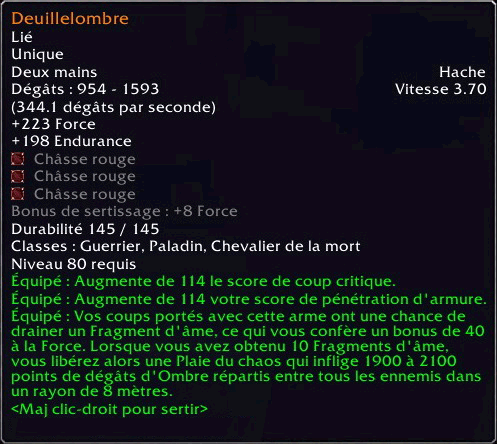 Deuillelombre
Lié
Unique
Deux mains Hache
Dégâts : 954 - 1593 Vitesse 3.70
(344.1 dégâts par seconde)
+223 Force
+198 Endurance
Châsse rouge
Châsse rouge
Châsse rouge
Bonus de sertissage : +8 Force
Durabilité 145 / 145
Classes : Guerrier, Paladin, Chevalier de la mort
Niveau 80 requis
Équipé : Augmente de 114 le score de coup critique.
Équipé : Augmente de 114 votre score de pénétration d'armure.
Équipé : Vos coups portés avec cette arme ont une chance de
drainer un Fragment d'âme, ce qui vous confère un bonus de 40
à la Force. Lorsque vous avez obtenu 10 Fragments d'âme,
vous libérez alors une Plaie du chaos qui inflige 1900 à 2100
points de dégâts d'Ombre répartis entre tous les ennemis dans
un rayon de 8 mètres.
<Maj clic-droit pour sertir>